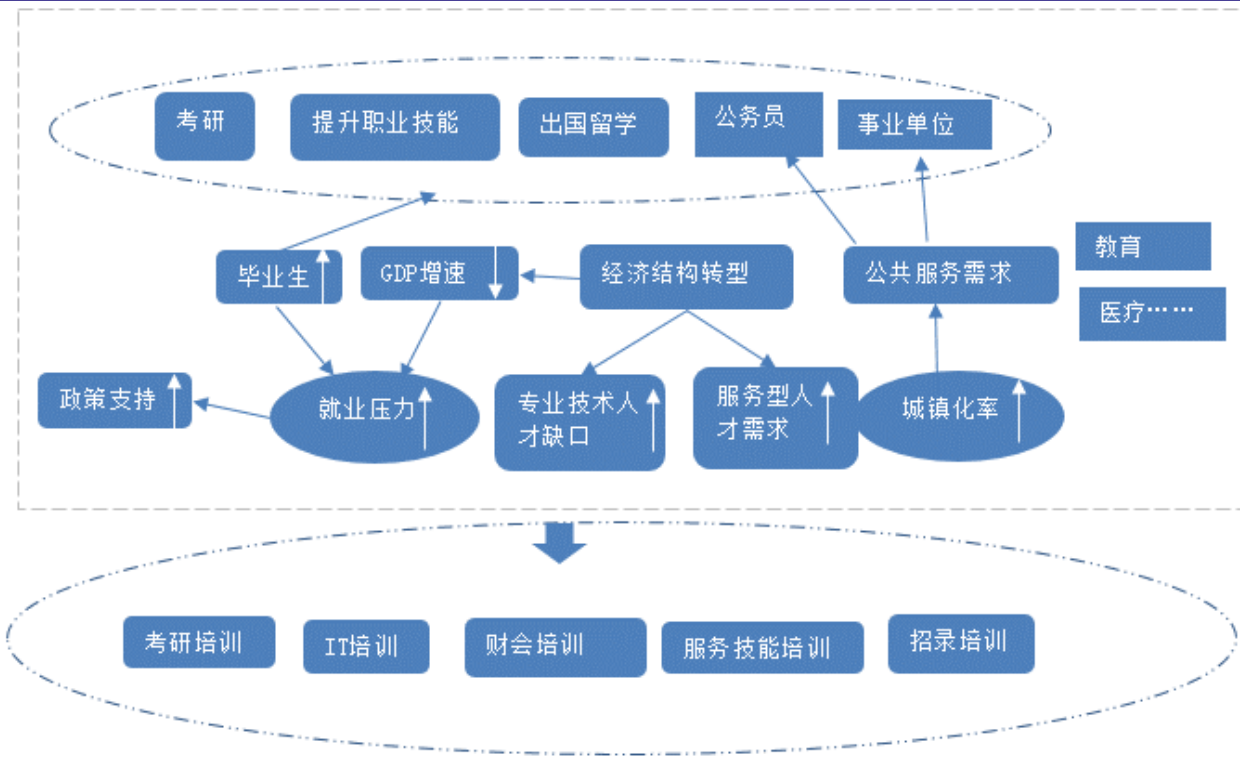 考研
提升职业技能
出国留学
公务员
事业单位
毕业生
GDP增速
经济结构转型
公共服务需求
教育
医疗……
政策支持
就业压力
专业技术人
才缺口
服务型人
才需求
城镇化率
考研培训
IT培训
财会培训
服务技能培训
招录培训